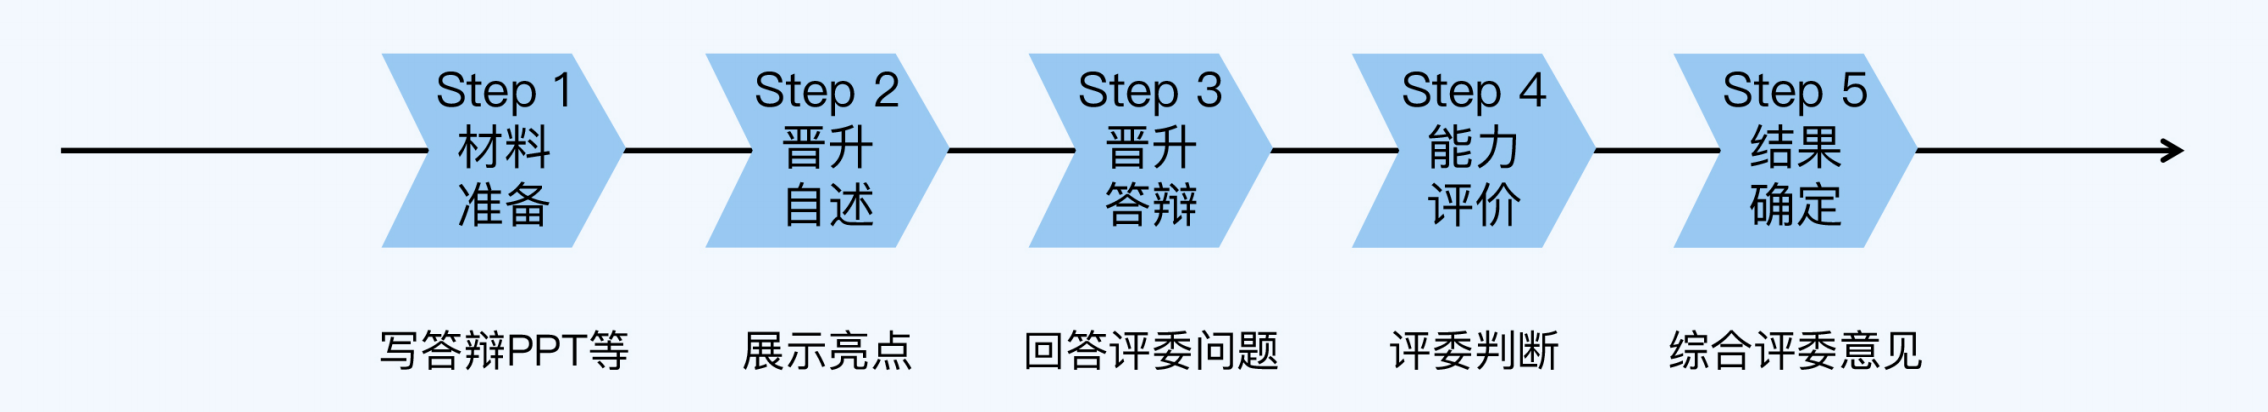 Step 1
材料
准备
Step 2
晋升
自述
Step 3
晋升
答辩
Step 4
能力
评价
Step 5
结果
确定
写答辩PPT等
展示亮点
回答评委问题
评委判断
综合评委意见